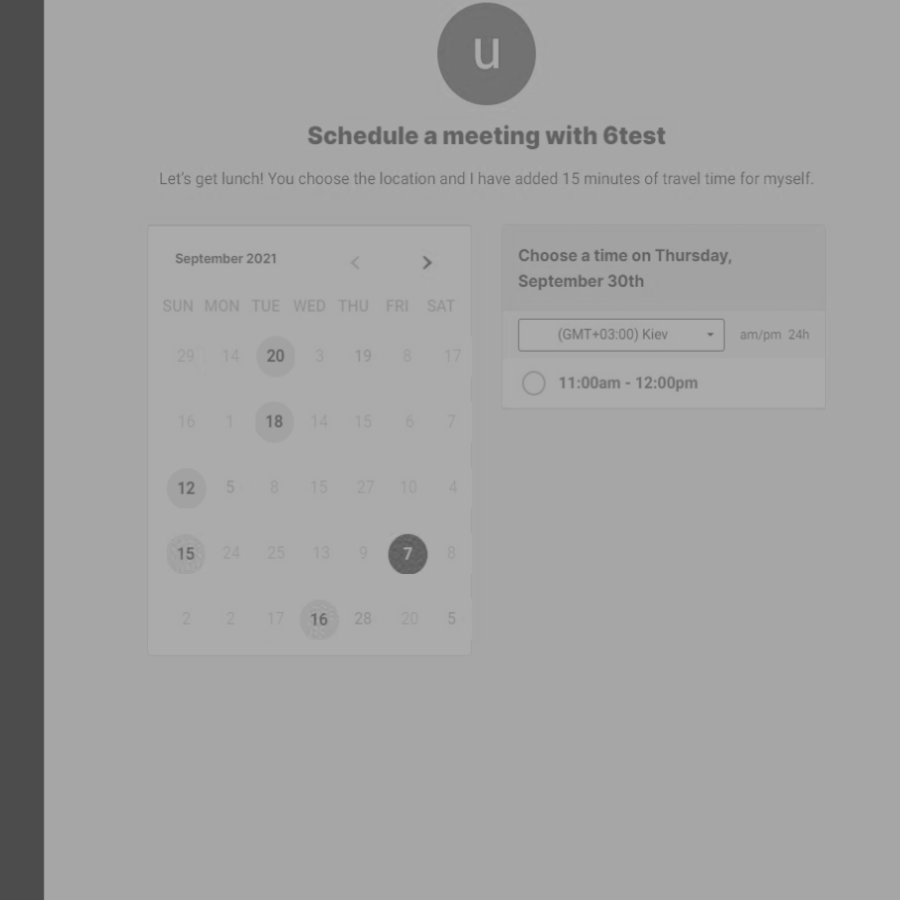 u
Schedule a meeting with 6test
Let's get lunch! You choose the location and I have added 15 minutes of travel time for myself.
September 2021
SUN MON TUE WED THU FRI SAT
29 14 20 3 19 8 17
16 1 18 14 15 6 7
12 5 8 15 27 10 4
15 24 25 13 9 7 8
2 2 17 16 28 20 5
Choose a time on Thursday,
September 30th
(GMT+03:00) Kiev am/pm 24h
11:00am - 12:00pm